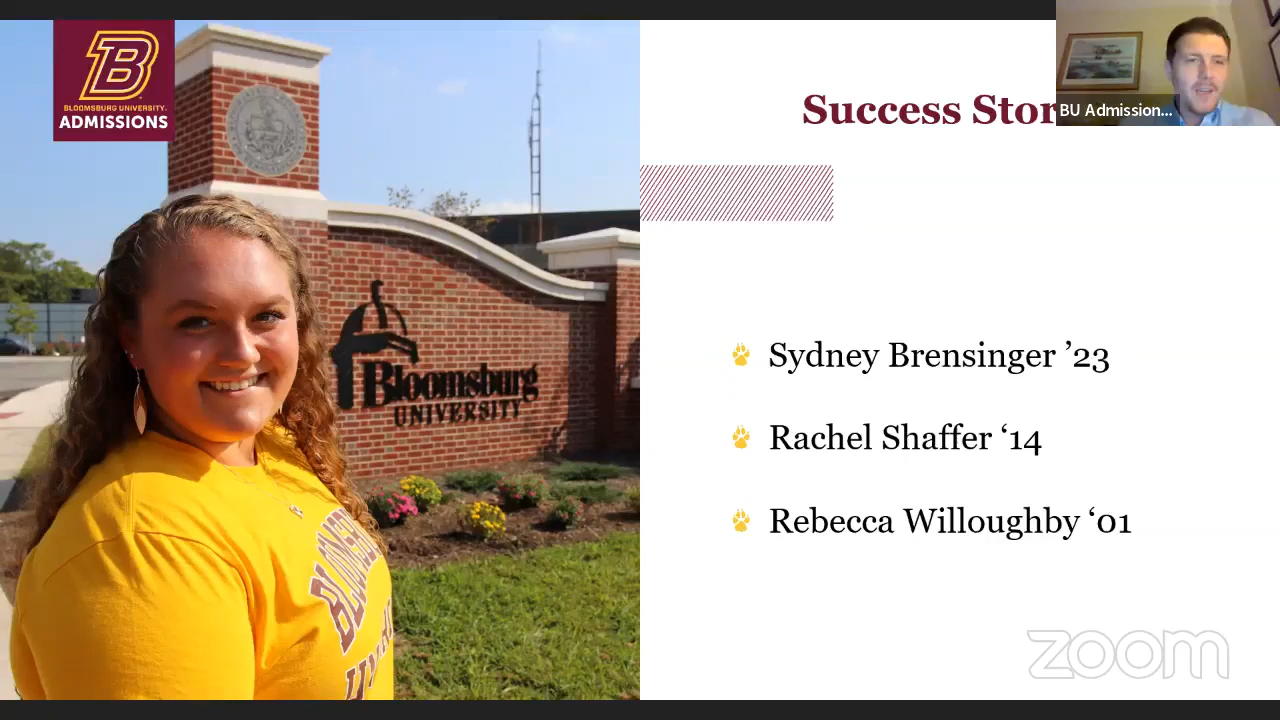 B
BLOOMSBURG UNIVERSITY.
ADMISSIONS
Success Stor
BU Admission...
Bloomsburg
UNIVERSITY
Sydney Brensinger ’23
Rachel Shaffer ‘14
Rebecca Willoughby ‘01
zoom